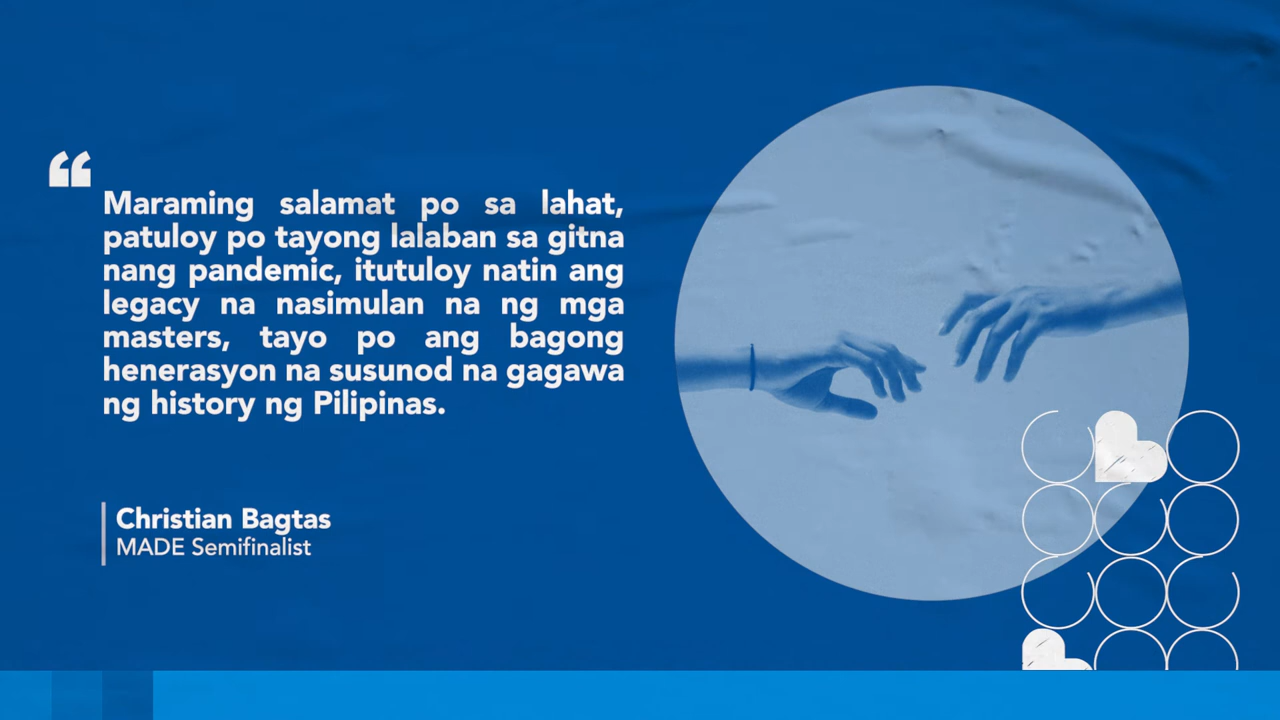 “
Maraming salamat po sa lahat,
patuloy po tayong lalaban sa gitna
nang pandemic, itutuloy natin ang
legacy na nasimulan na ng mga
masters, tayo po ang bagong
henerasyon na susunod na gagawa
ng history ng Pilipinas.
Christian Bagtas
MADE Semifinalist